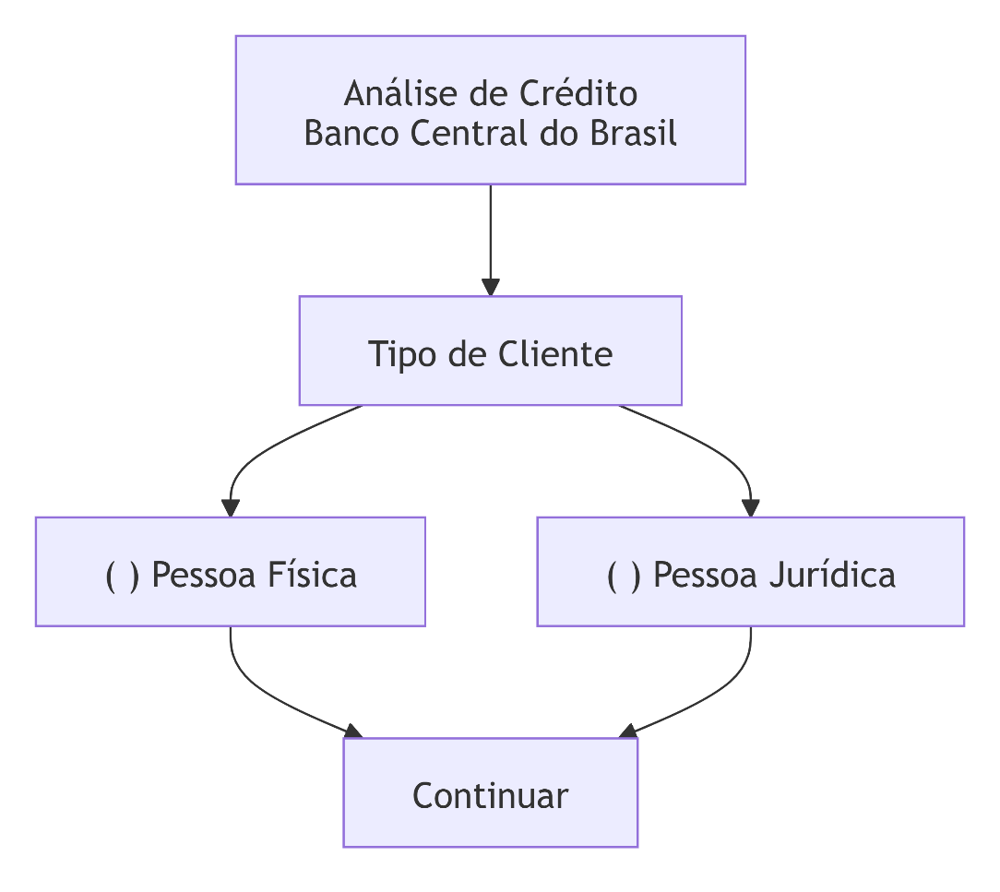 Análise de Crédito
Banco Central do Brasil
Tipo de Cliente
( ) Pessoa Física
( ) Pessoa Jurídica
Continuar